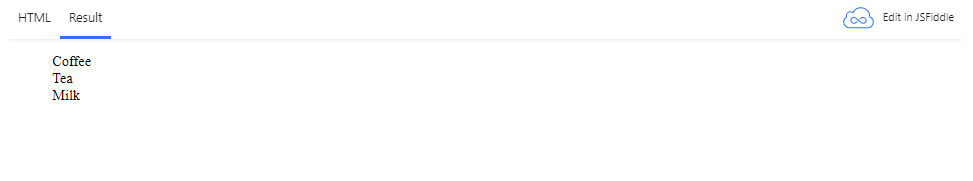 HTML Result Edit in JSFiddle
Coffee
Tea
Milk